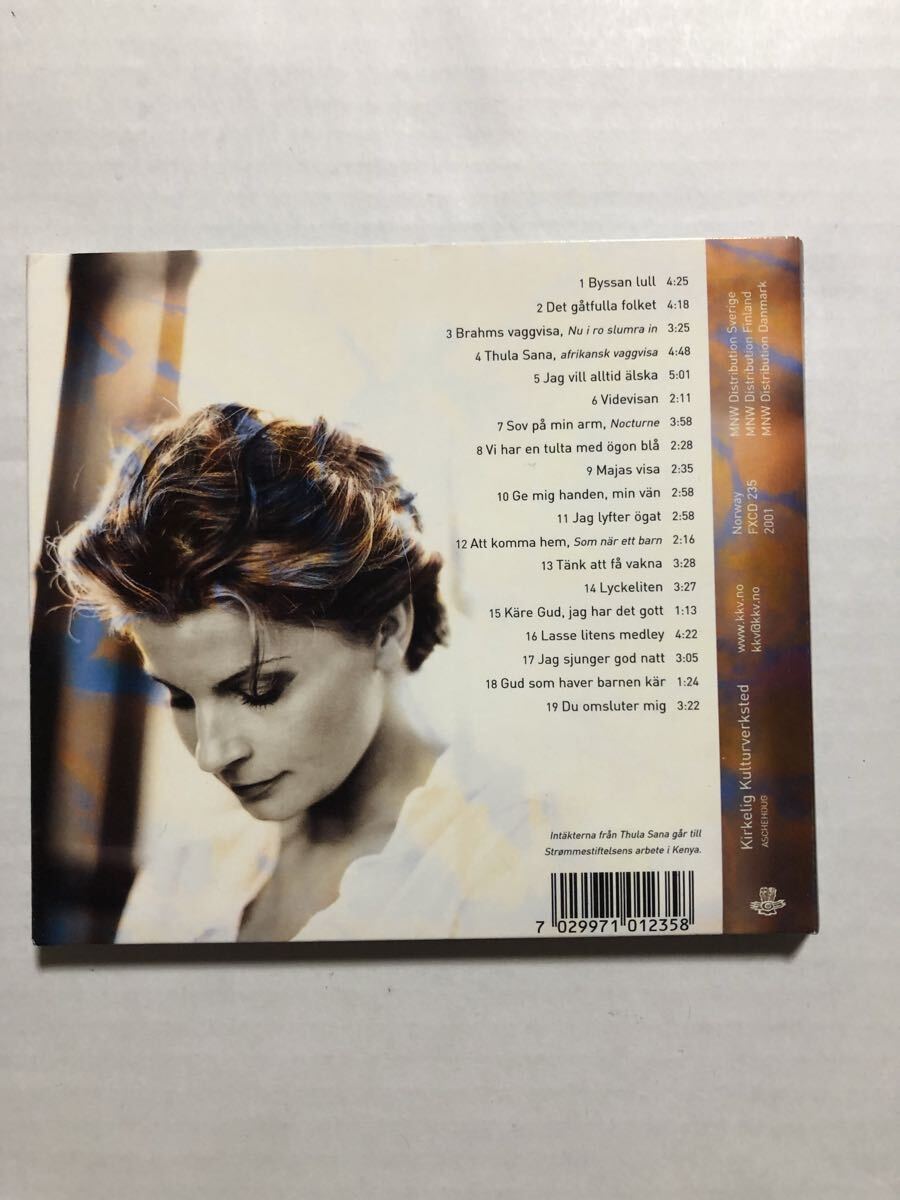 1 Byssan lull 4:25
2 Det gåtfulla folket 4:18
3 Brahms vaggvisa, Nu i ro slumra in 3:25
4 Thula Sana, afrikansk vaggvisa 4:48
5 Jag vill alltid älska 5:01
6 Videvisan 2:11
7 Sov på min arm, Nocturne 3:58
8 Vi har en tulta med ögon blå 2:28
9 Majas visa 2:35
10 Ge mig handen, min vän 2:58
11 Jag lyfter ögat 2:58
12 Att komma hem, Som när ett barn 2:16
13 Tänk att få vakna 3:28
14 Lyckeliten 3:27
15 Käre Gud, jag har det gott 1:13
16 Lasse litens medley 4:22
17 Jag sjunger god natt 3:05
18 Gud som haver barnen kär 1:24
19 Du omsluter mig 3:22
Intäkterna från Thula Sana går till
Strømmestiftelsens arbete i Kenya.
7 029971 012358
Kirkelig Kulturverksted
ASCHEHOUG
www.kkv.no
kkv@kkv.no
Norway
FXCD 235
2001
MNW Distribution Sverige
MNW Distribution Finland
MNW Distribution Danmark